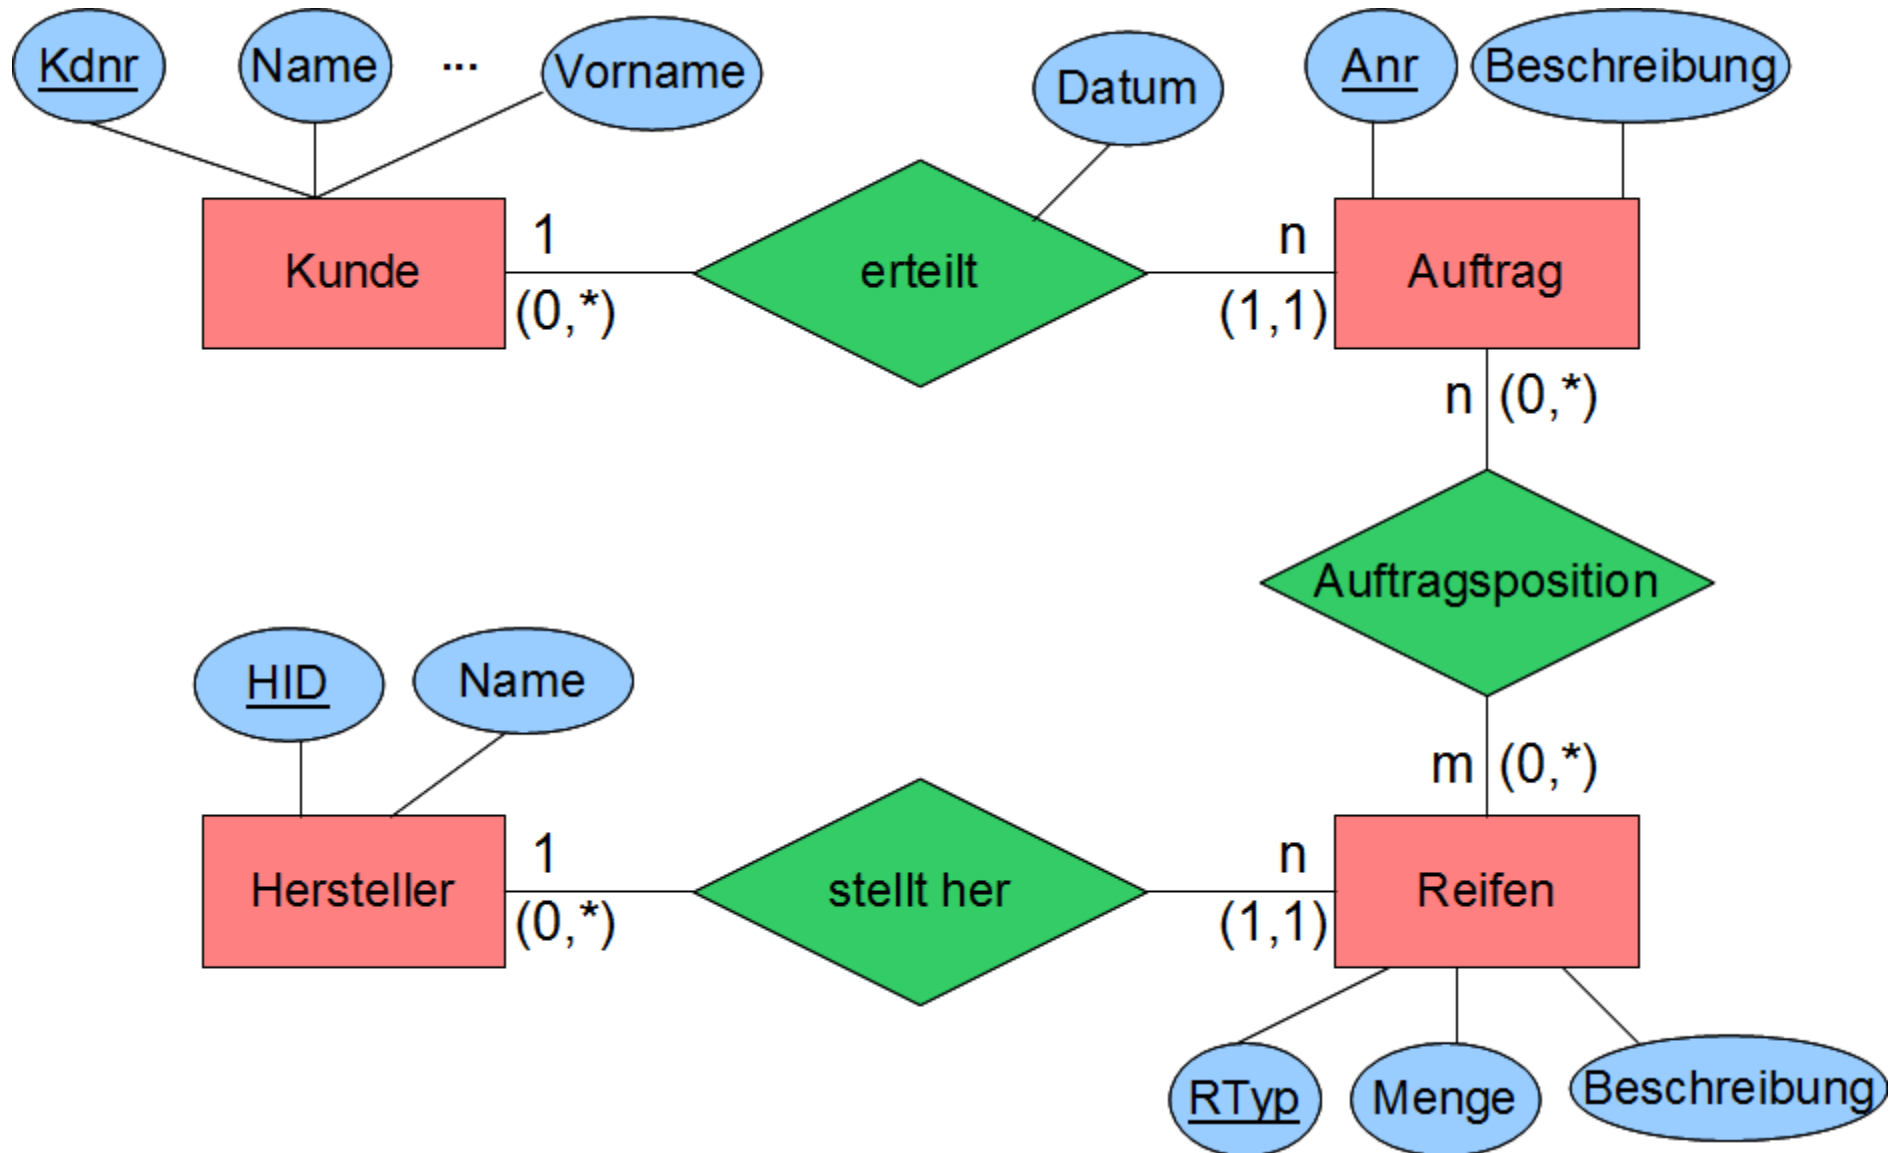 Kdnr
Name
...
Vorname
Datum
Anr
Beschreibung
Kunde
1
(0,*)
erteilt
n
(1,1)
Auftrag
n (0,*)
Auftragsposition
m (0,*)
HID
Name
Hersteller
1
(0,*)
stellt her
n
(1,1)
Reifen
RTyp
Menge
Beschreibung